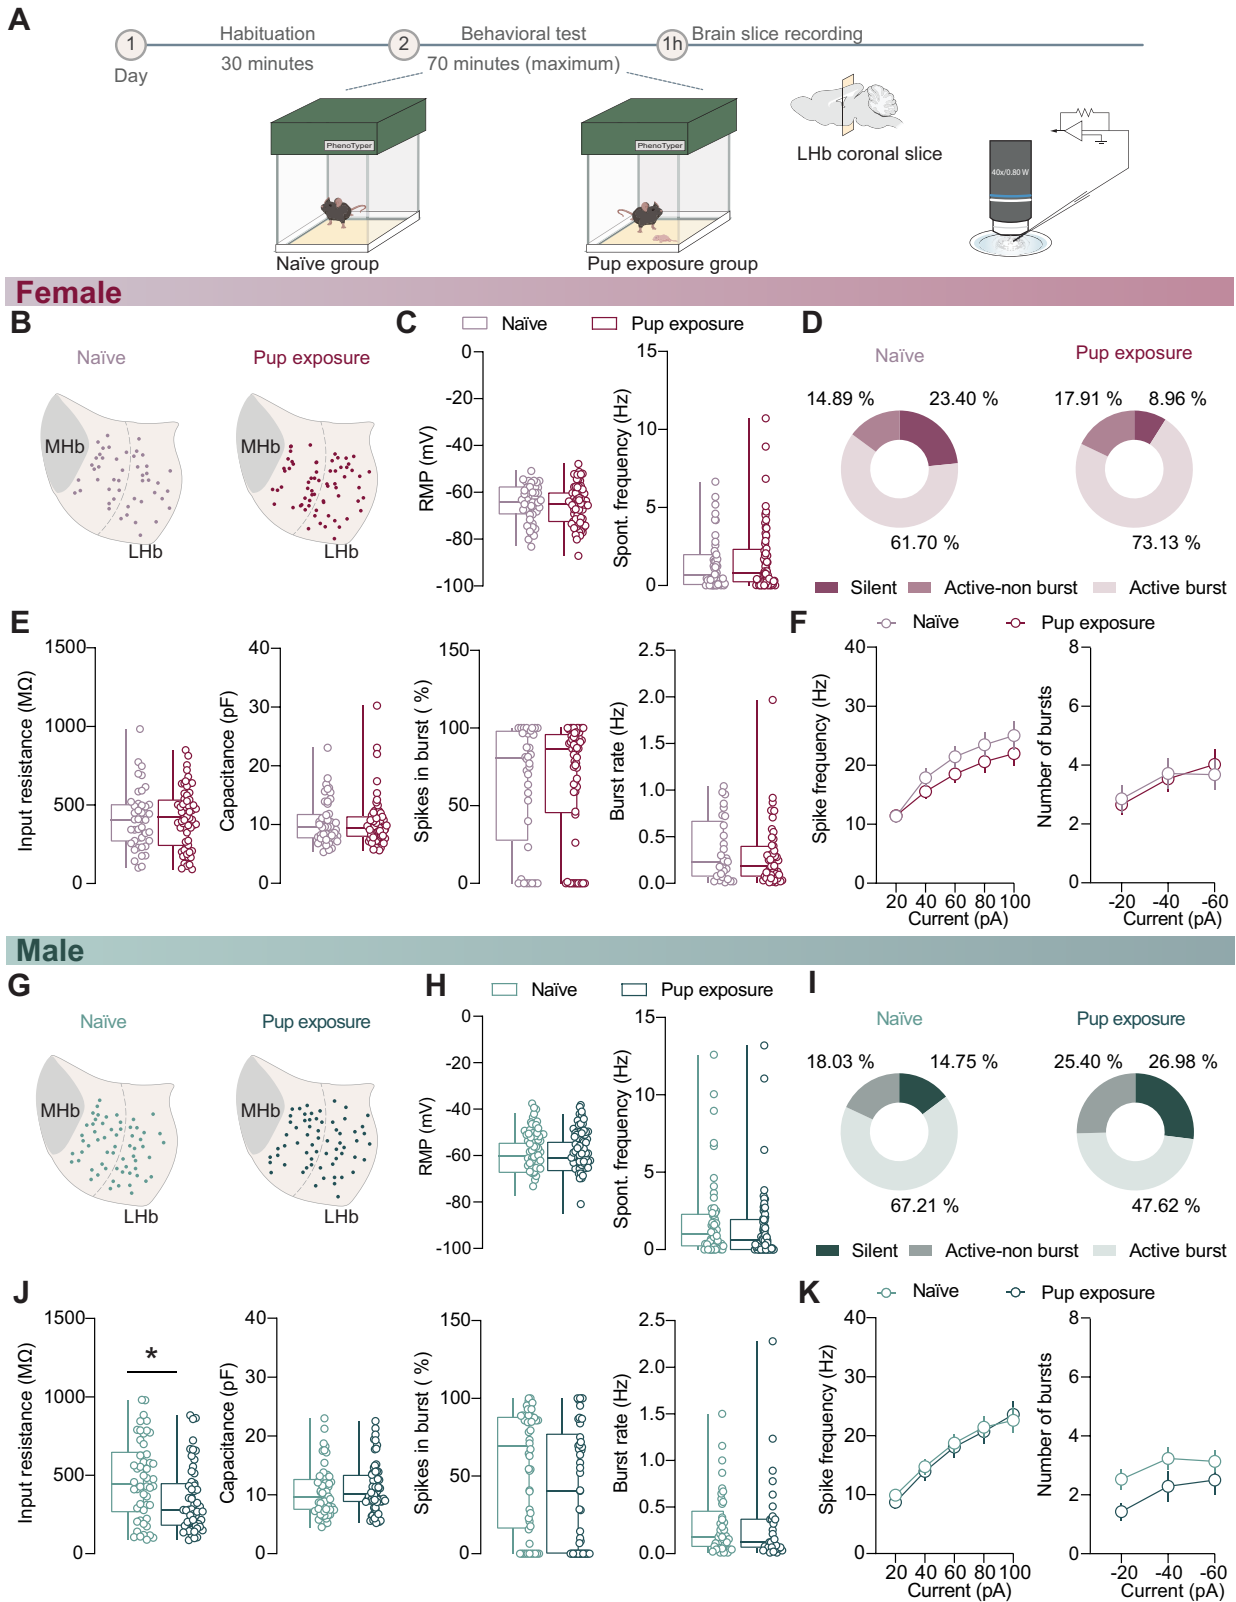 A
1
Habituation
2
Behavioral test
1h
Brain slice recording
Day
30 minutes
70 minutes (maximum)
PhenoTyper
PhenoTyper
LHb coronal slice
40x/0.80 W
Naïve group
Pup exposure group
Female
B
Naïve
Pup exposure
MHb
LHb
MHb
LHb
C
Naïve
Pup exposure
RMP (mV)
0
-20
-40
-60
-80
-100
Spont. frequency (Hz)
15
10
5
0
D
Naïve
Pup exposure
14.89 %
23.40 %
61.70 %
17.91 %
8.96 %
73.13 %
Silent
Active-non burst
Active burst
E
Input resistance (MΩ)
1500
1000
500
0
Capacitance (pF)
40
30
20
10
0
Spikes in burst ( %)
150
100
50
0
Burst rate (Hz)
2.5
2.0
1.5
1.0
0.5
0.0
F
Naïve
Pup exposure
Spike frequency (Hz)
40
30
20
10
0
20 40 60 80 100
Current (pA)
Number of bursts
8
6
4
2
0
-20 -40 -60
Current (pA)
Male
G
Naïve
Pup exposure
MHb
LHb
MHb
LHb
H
Naïve
Pup exposure
RMP (mV)
0
-20
-40
-60
-80
-100
Spont. frequency (Hz)
15
10
5
0
I
Naïve
Pup exposure
18.03 %
14.75 %
67.21 %
25.40 %
26.98 %
47.62 %
Silent
Active-non burst
Active burst
J
Input resistance (MΩ)
1500
1000
500
0
*
Capacitance (pF)
40
30
20
10
0
Spikes in burst ( %)
150
100
50
0
Burst rate (Hz)
2.5
2.0
1.5
1.0
0.5
0.0
K
Naïve
Pup exposure
Spike frequency (Hz)
40
30
20
10
0
20 40 60 80 100
Current (pA)
Number of bursts
8
6
4
2
0
-20 -40 -60
Current (pA)